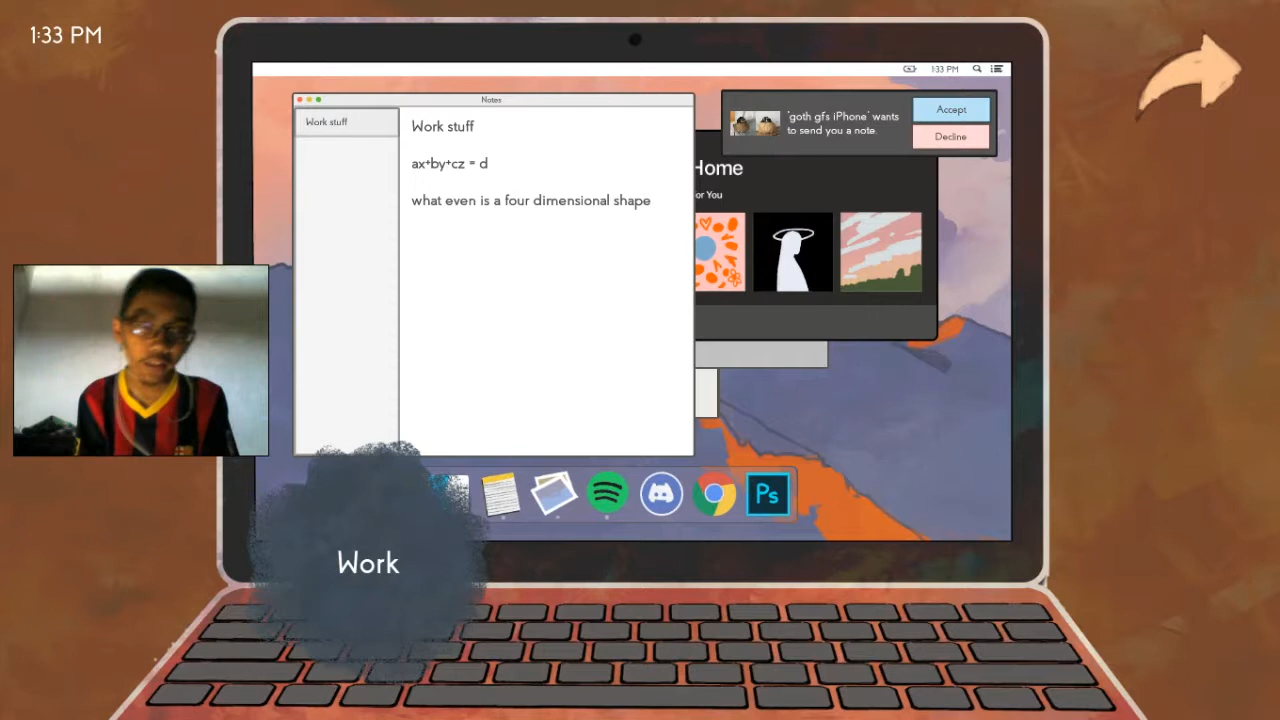 1:33 PM
1:33 PM
Notes
Work stuff
Work stuff
ax+by+cz = d
what even is a four dimensional shape
"goth gfs iPhone" wants
to send you a note.
Accept
Decline
Home
or You
Ps
Work